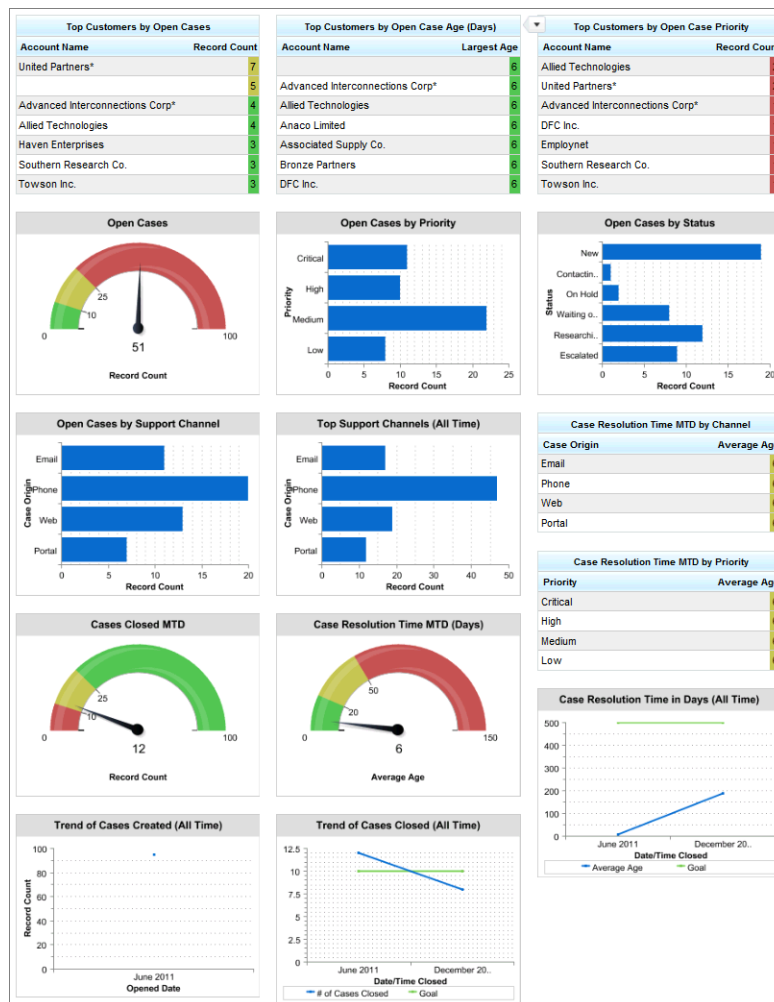 Top Customers by Open Cases
Account Name Record Count
United Partners* 7
5
Advanced Interconnections Corp* 4
Allied Technologies 4
Haven Enterprises 3
Southern Research Co. 3
Towson Inc. 3
Top Customers by Open Case Age (Days)
Account Name Largest Age
6
Advanced Interconnections Corp* 6
Allied Technologies 6
Anaco Limited 6
Associated Supply Co. 6
Bronze Partners 6
DFC Inc. 6
Top Customers by Open Case Priority
Account Name Record Coun
Allied Technologies
United Partners*
Advanced Interconnections Corp*
DFC Inc.
Employnet
Southern Research Co.
Towson Inc.
Open Cases
0 10 25 100
51
Record Count
Open Cases by Priority
Priority
Critical
High
Medium
Low
0 5 10 15 20 25
Record Count
Open Cases by Status
Status
New
Contactin..
On Hold
Waiting o..
Researchi..
Escalated
0 5 10 15 20
Record Count
Open Cases by Support Channel
Case Origin
Email
Phone
Web
Portal
0 5 10 15 20
Record Count
Top Support Channels (All Time)
Case Origin
Email
Phone
Web
Portal
0 10 20 30 40 50
Record Count
Case Resolution Time MTD by Channel
Case Origin Average Ag
Email
Phone
Web
Portal
Case Resolution Time MTD by Priority
Priority Average Ag
Critical
High
Medium
Low
Cases Closed MTD
0 10 25 100
12
Record Count
Case Resolution Time MTD (Days)
0 20 50 150
6
Average Age
Case Resolution Time in Days (All Time)
500
400
300
200
100
0
June 2011 December 20..
Date/Time Closed
Average Age Goal
Trend of Cases Created (All Time)
Record Count
100
80
60
40
20
0
June 2011
Opened Date
Trend of Cases Closed (All Time)
12.5
10
7.5
5
2.5
0
June 2011 December 20..
Date/Time Closed
# of Cases Closed Goal